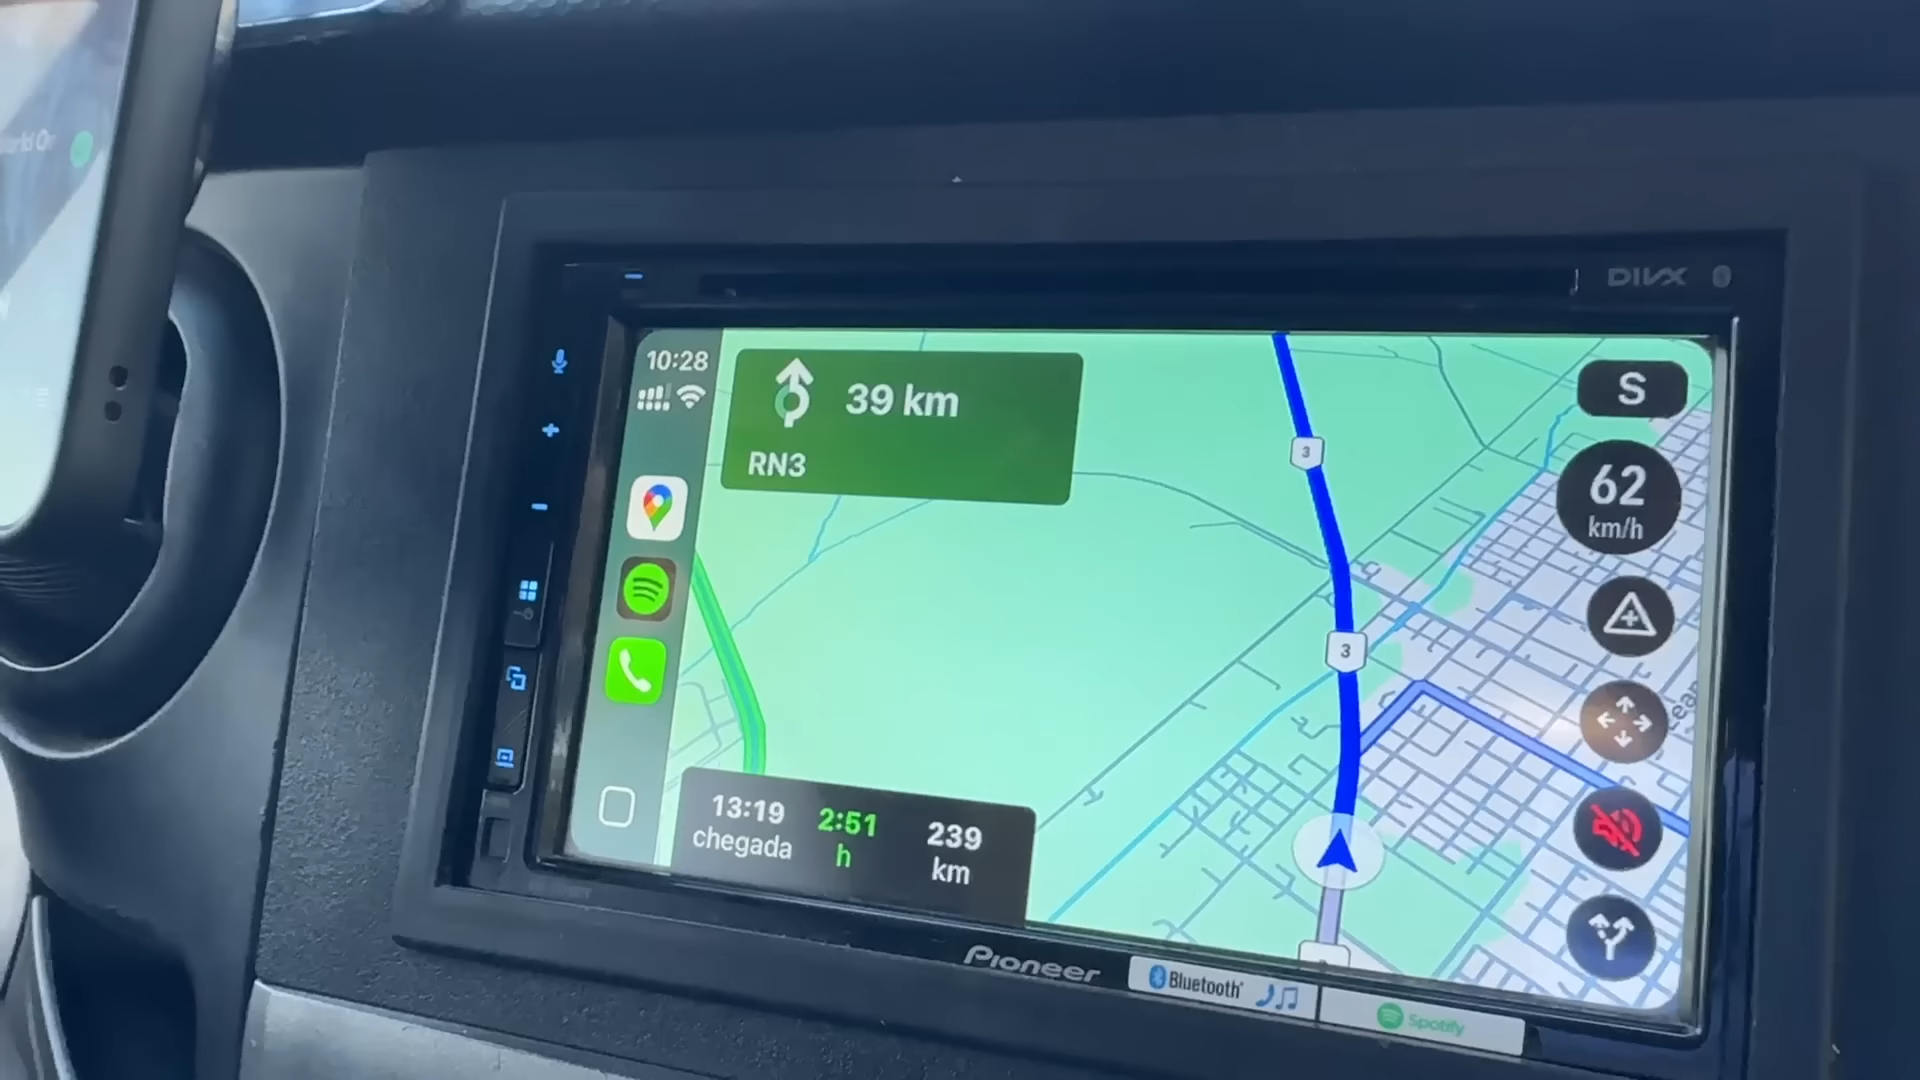 DIVX
10:28
39 km
RN3
S
62
km/h
3
3
13:19
chegada
2:51
h
239
km
Pioneer
Bluetooth
Spotify